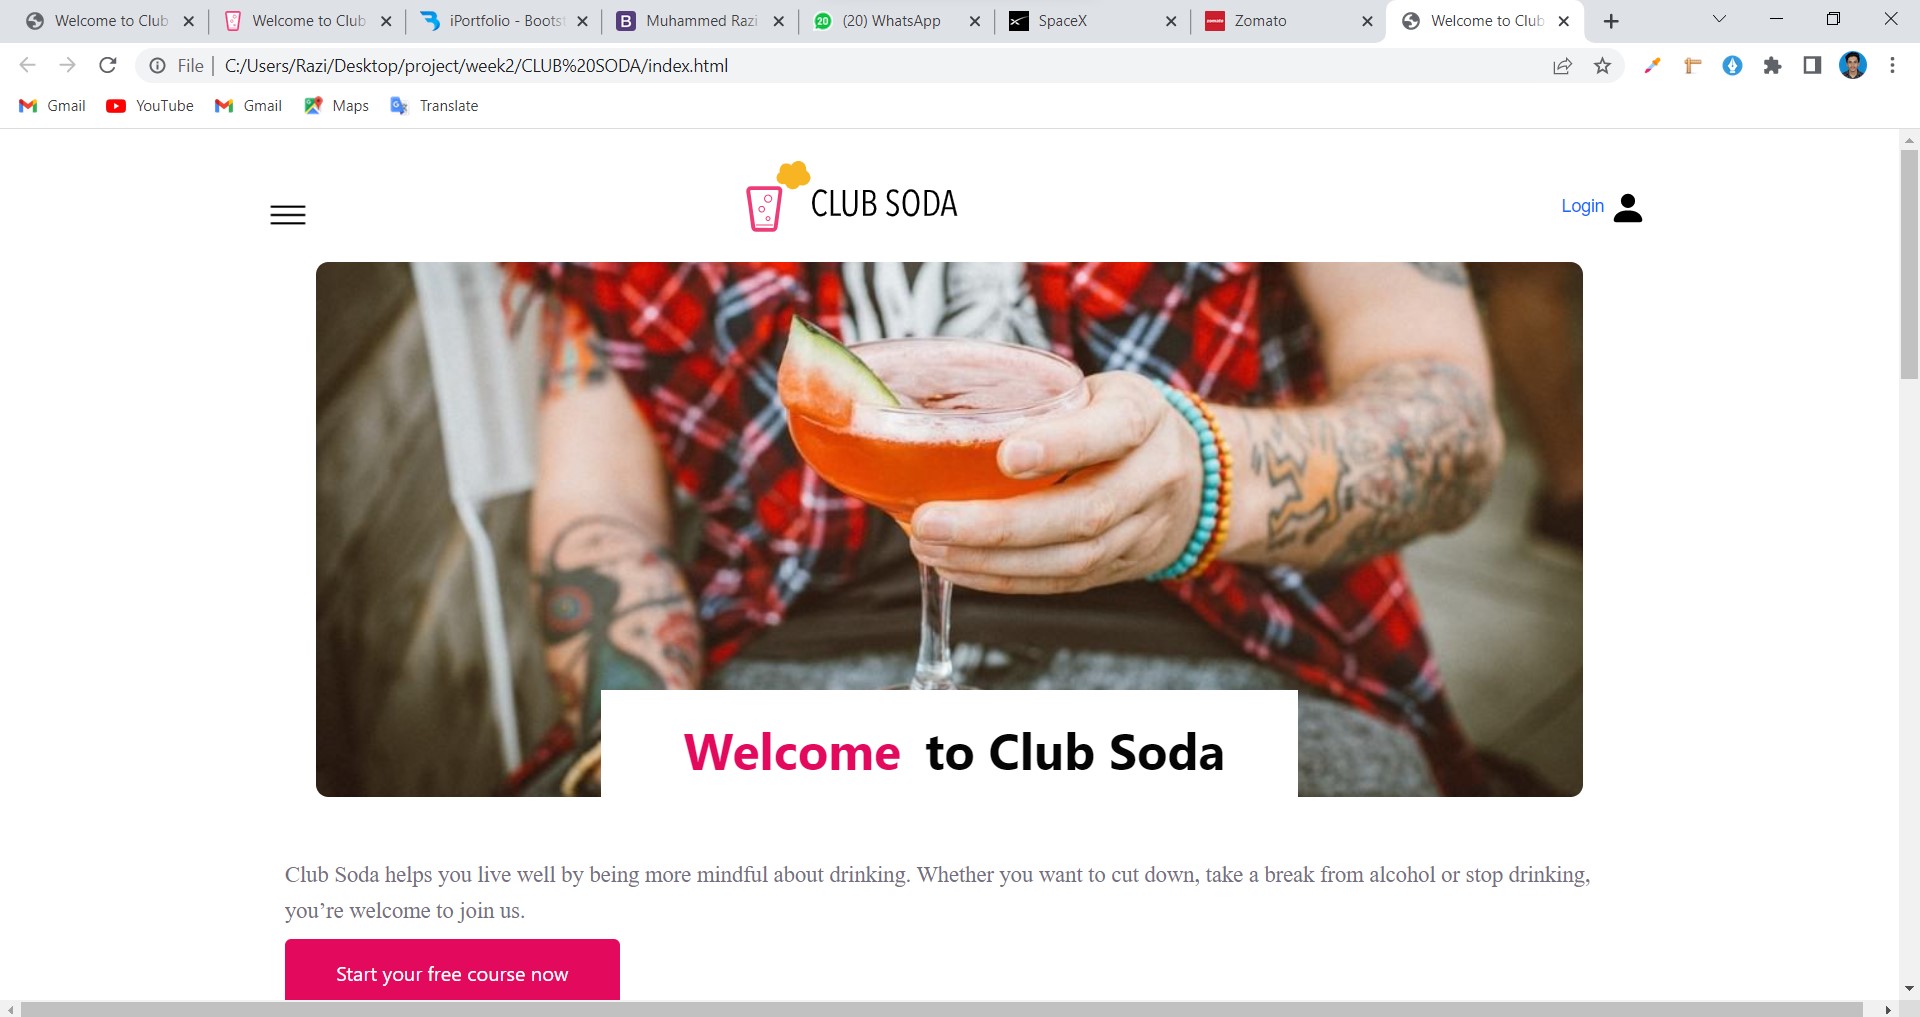 Welcome to Club
Welcome to Club
iPortfolio - Boots
Muhammed Razi
(20) WhatsApp
SpaceX
Zomato
Welcome to Club
File
C:/Users/Razi/Desktop/project/week2/CLUB%20SODA/index.html
Gmail
YouTube
Gmail
Maps
Translate
CLUB SODA
Login
Welcome to Club Soda
Club Soda helps you live well by being more mindful about drinking. Whether you want to cut down, take a break from alcohol or stop drinking,
you’re welcome to join us.
Start your free course now